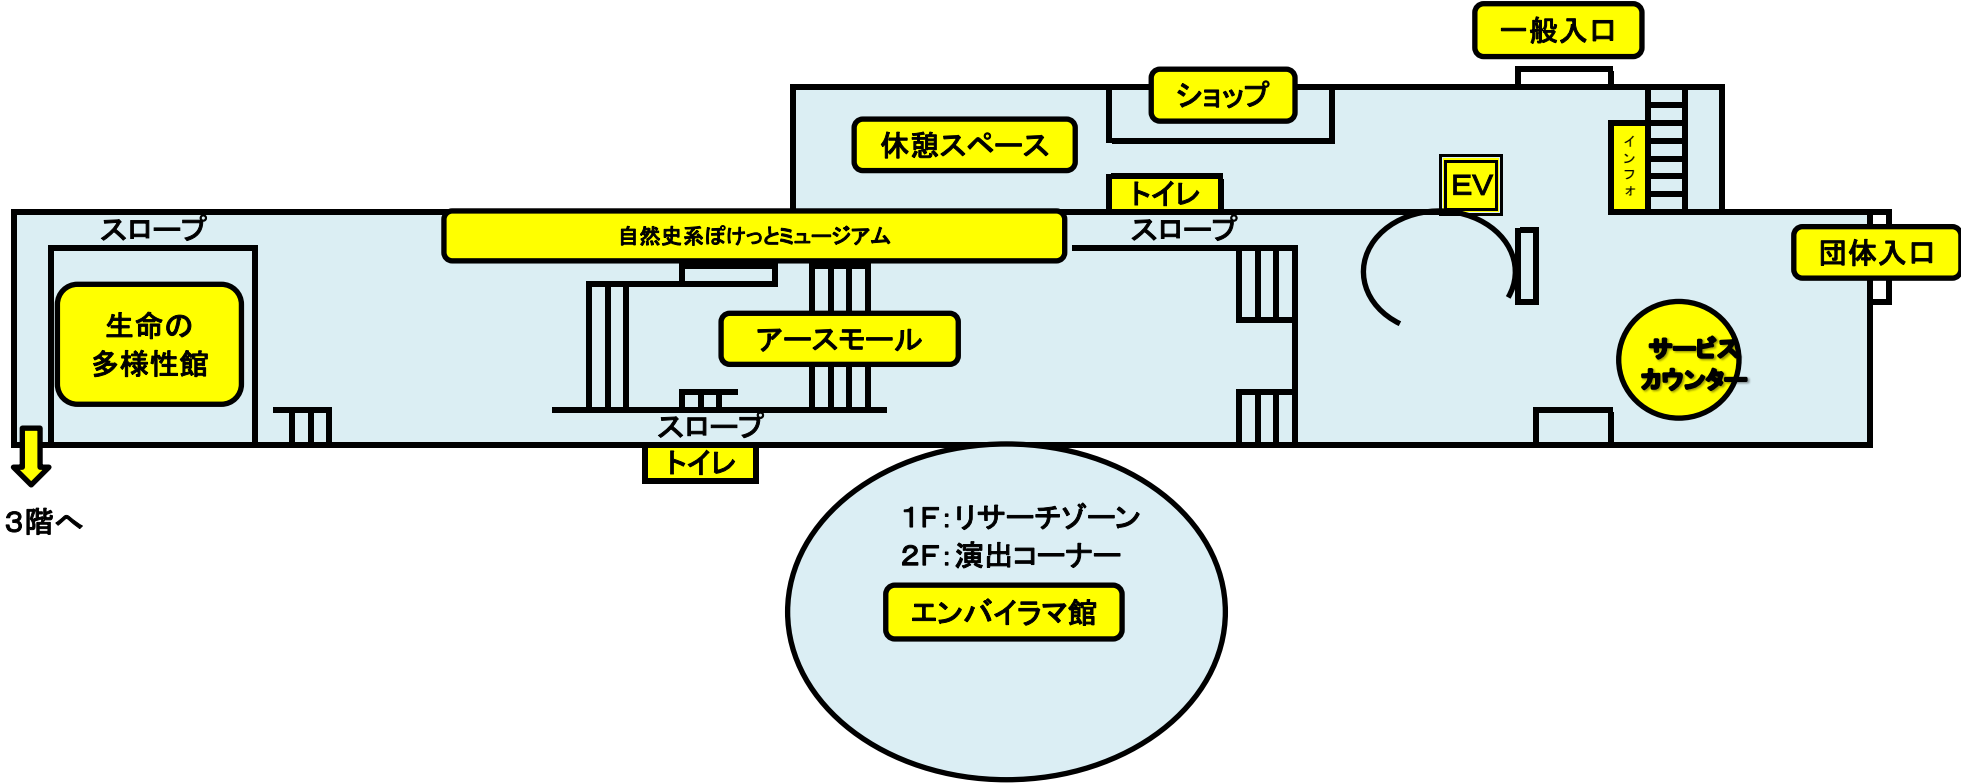 一般入口
ショップ
休憩スペース
インフォ
EV
トイレ
スロープ
自然史系ぽけっとミュージアム
スロープ
団体入口
生命の
多様性館
アースモール
サービス
カウンター
スロープ
トイレ
3階へ
1F:リサーチゾーン
2F:演出コーナー
エンバイラマ館